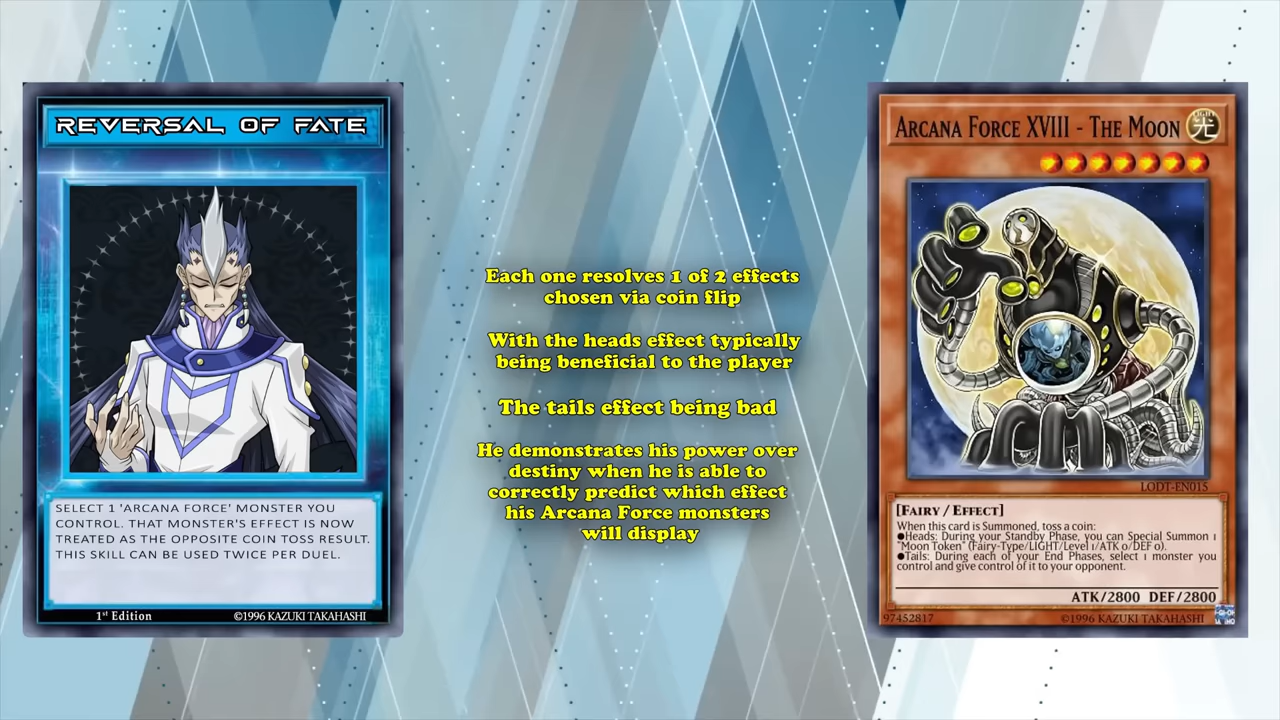 REVERSAL OF FATE
SELECT 1 'ARCANA FORCE' MONSTER YOU
CONTROL. THAT MONSTER'S EFFECT IS NOW
TREATED AS THE OPPOSITE COIN TOSS RESULT.
THIS SKILL CAN BE USED TWICE PER DUEL.
1st Edition
©1996 KAZUKI TAKAHASHI
Each one resolves 1 of 2 effects
chosen via coin flip
With the heads effect typically
being beneficial to the player
The tails effect being bad
He demonstrates his power over
destiny when he is able to
correctly predict which effect
his Arcana Force monsters
will display
ARCANA FORCE XVIII - THE MOON
LIGHT
光
LODT-EN015
[FAIRY / EFFECT]
When this card is Summoned, toss a coin:
●Heads: During your Standby Phase, you can Special Summon 1
"Moon Token" (Fairy-Type/LIGHT/Level 1/ATK 0/DEF 0).
●Tails: During each of your End Phases, select 1 monster you
control and give control of it to your opponent.
ATK/2800 DEF/2800
97452817
©1996 KAZUKI TAKAHASHI